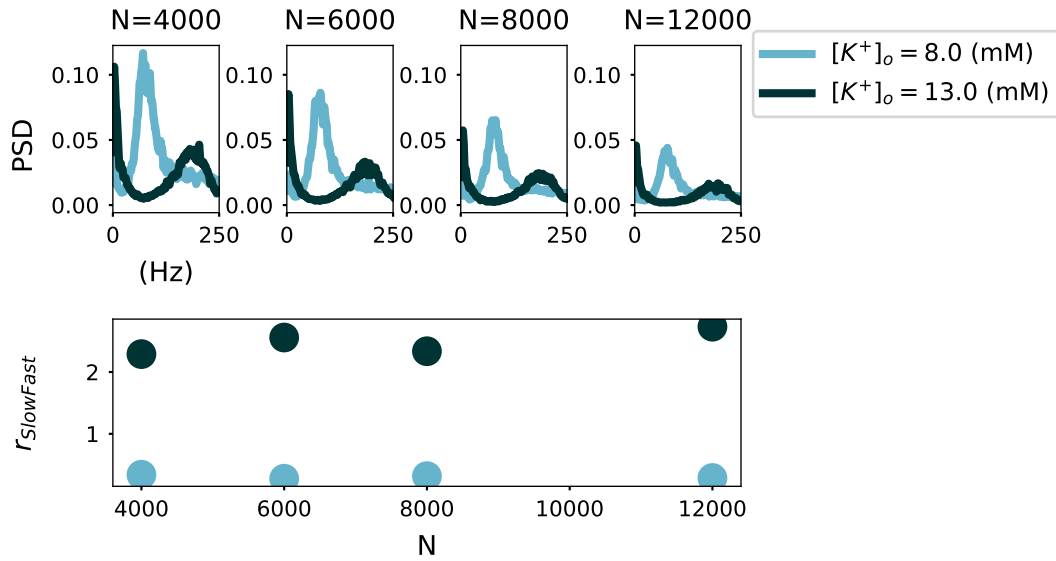 N=4000 N=6000 N=8000 N=12000
[K⁺]ₒ = 8.0 (mM)
[K⁺]ₒ = 13.0 (mM)
PSD
0.10 0.10 0.10 0.10
0.05 0.05 0.05 0.05
0.00 0.00 0.00 0.00
0 250 0 250 0 250 0 250
(Hz)
r_SlowFast
2
1
4000 6000 8000 10000 12000
N